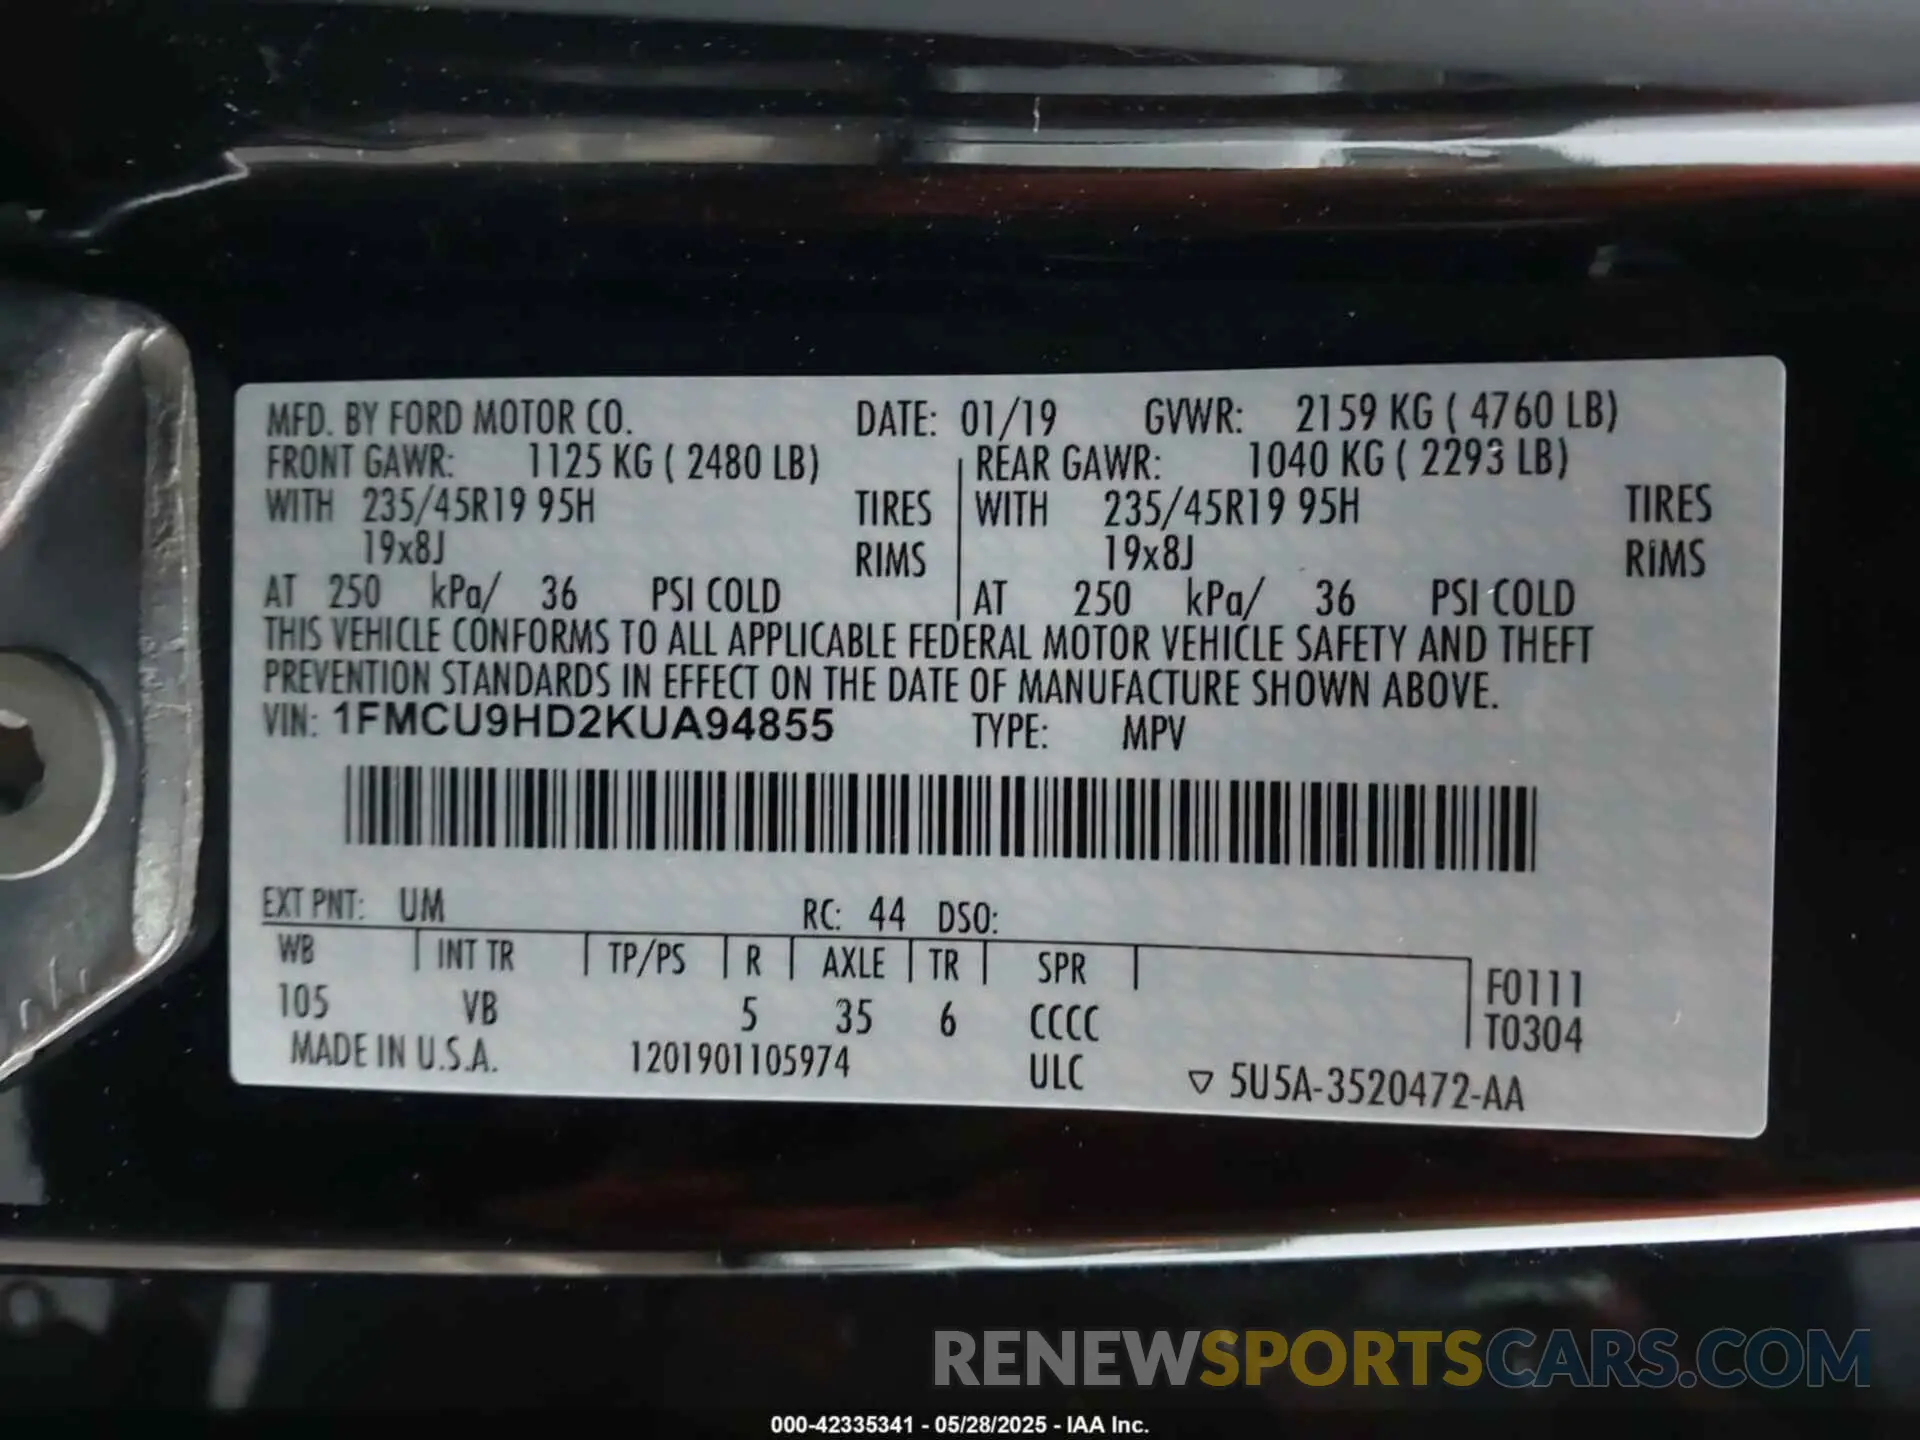 MFD. BY FORD MOTOR CO. DATE: 01/19 GVWR: 2159 KG ( 4760 LB)
FRONT GAWR: 1125 KG ( 2480 LB) REAR GAWR: 1040 KG ( 2293 LB)
WITH 235/45R19 95H TIRES WITH 235/45R19 95H TIRES
19x8J RIMS 19x8J RIMS
AT 250 kPa/ 36 PSI COLD AT 250 kPa/ 36 PSI COLD
THIS VEHICLE CONFORMS TO ALL APPLICABLE FEDERAL MOTOR VEHICLE SAFETY AND THEFT
PREVENTION STANDARDS IN EFFECT ON THE DATE OF MANUFACTURE SHOWN ABOVE.
VIN: 1FMCU9HD2KUA94855 TYPE: MPV
EXT PNT: UM RC: 44 DSO:
WB INT TR TP/PS R AXLE TR SPR F0111
105 VB 5 35 6 CCCC T0304
MADE IN U.S.A. 1201901105974 ULC ▽ 5U5A-3520472-AA
RENEWSPORTSCARS.COM
000-42335341 - 05/28/2025 - IAA Inc.